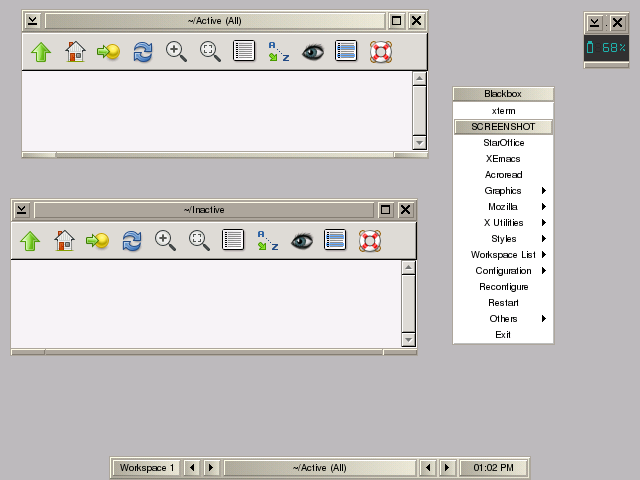 ~/Active (All)
A
Z
68%
Blackbox
xterm
SCREENSHOT
StarOffice
XEmacs
Acroread
Graphics
Mozilla
X Utilities
Styles
Workspace List
Configuration
Reconfigure
Restart
Others
Exit
~/Inactive
A
Z
Workspace 1
~/Active (All)
01:02 PM